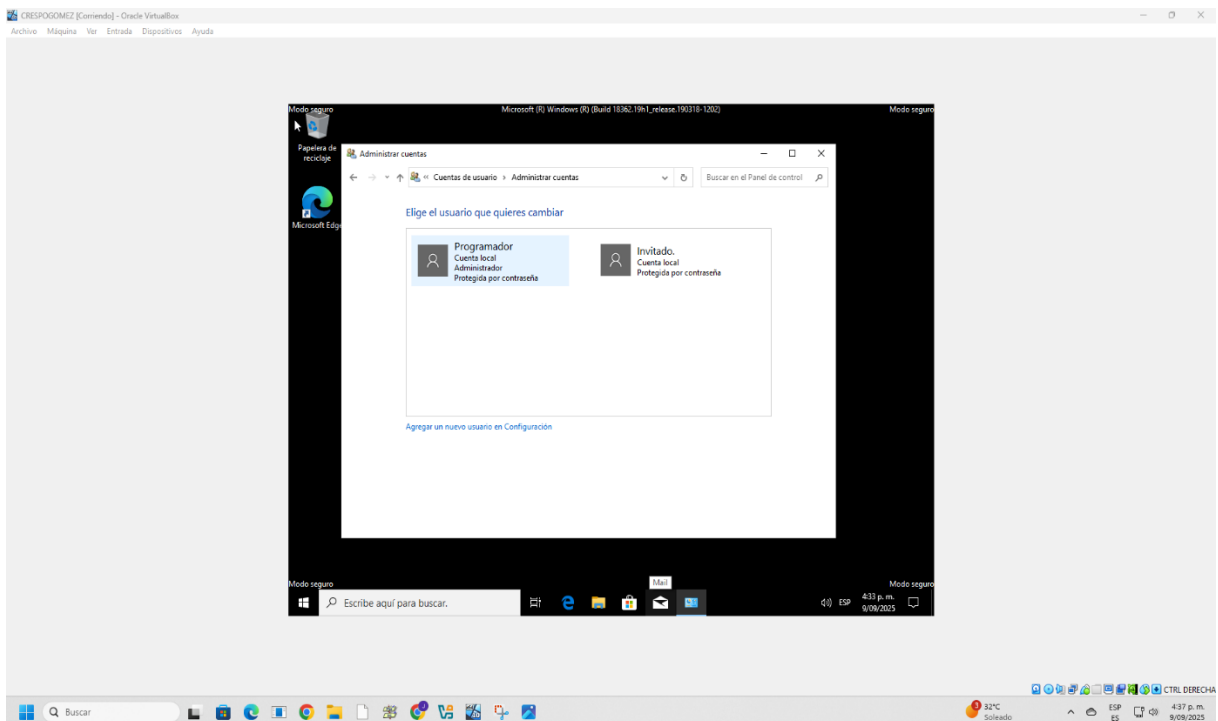 CRESPOGOMEZ [Corriendo] - Oracle VirtualBox
Archivo Máquina Ver Entrada Dispositivos Ayuda
Modo seguro
Microsoft (R) Windows (R) (Build 18362.19h1_release.190318-1202)
Modo seguro
Papelera de
reciclaje
Microsoft Edge
Administrar cuentas
« Cuentas de usuario > Administrar cuentas
Buscar en el Panel de control
Elige el usuario que quieres cambiar
Programador
Cuenta local
Administrador
Protegida por contraseña
Invitado.
Cuenta local
Protegida por contraseña
Agregar un nuevo usuario en Configuración
Modo seguro
Mail
Modo seguro
Escribe aquí para buscar.
ESP
4:33 p. m.
9/09/2025
CTRL DERECHA
Buscar
3
32°C
Soleado
ESP
ES
4:37 p. m.
9/09/2025